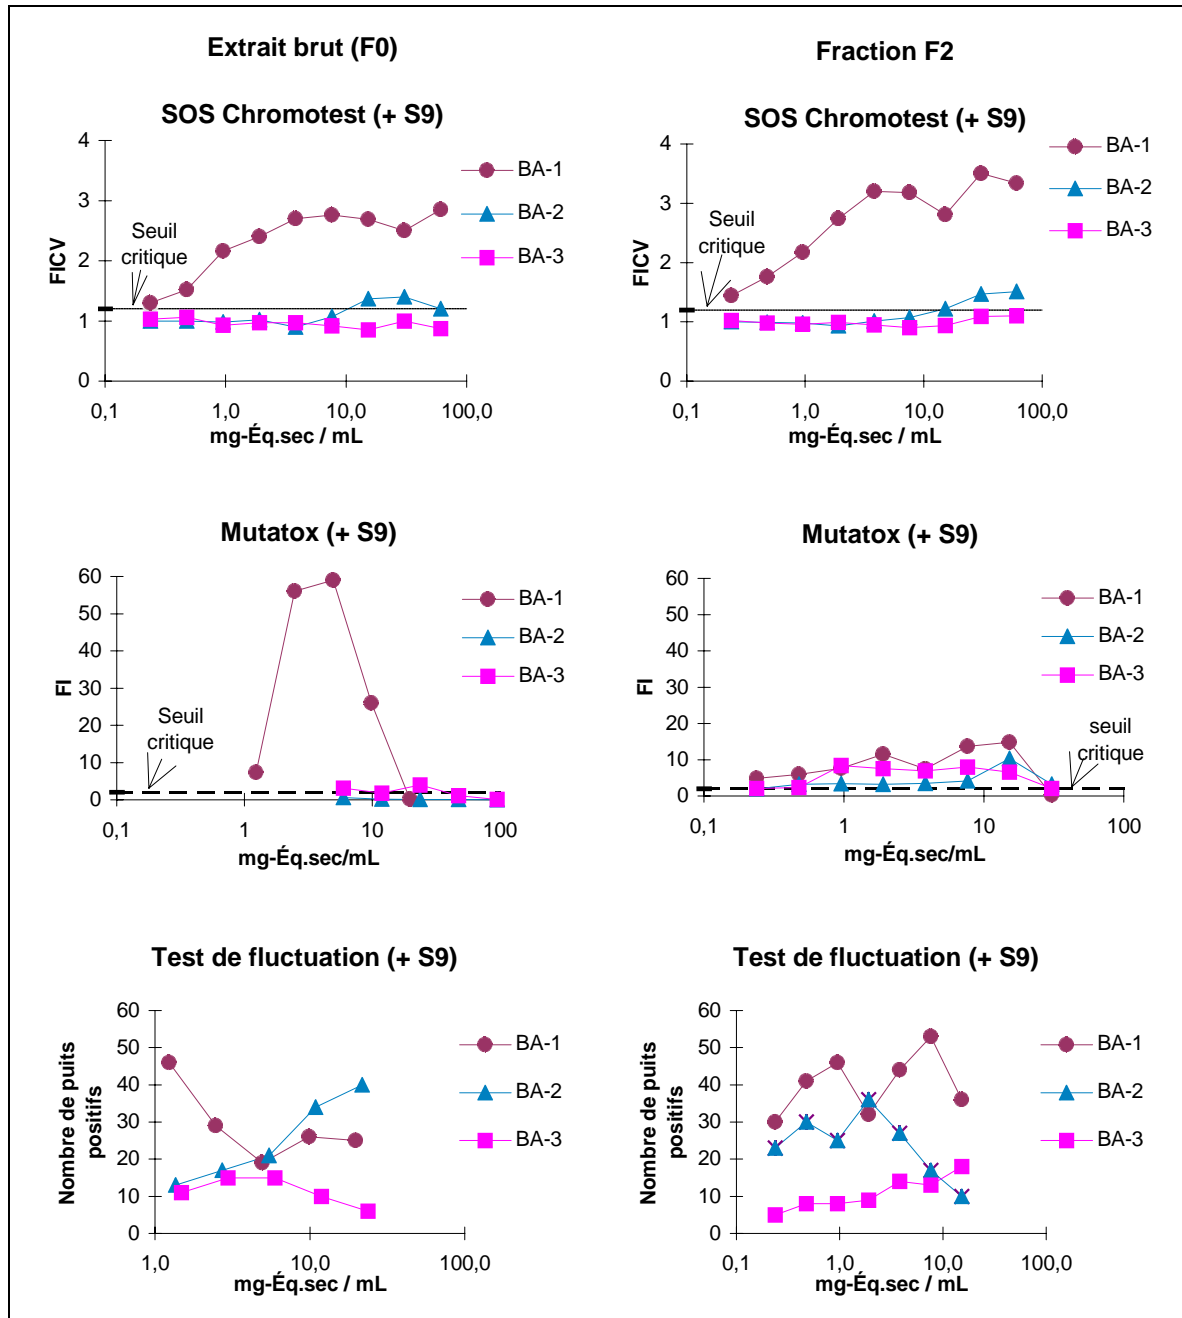 Extrait brut (F0)
Fraction F2
SOS Chromotest (+ S9)
4
3
2
1
0
FICV
Seuil
critique
0,1
1,0
10,0
100,0
mg-Éq.sec / mL
BA-1
BA-2
BA-3
SOS Chromotest (+ S9)
4
3
2
1
0
FICV
Seuil
critique
0,1
1,0
10,0
100,0
mg-Éq.sec / mL
BA-1
BA-2
BA-3
Mutatox (+ S9)
60
50
40
30
20
10
0
FI
Seuil
critique
0,1
1
10
100
mg-Éq.sec/mL
BA-1
BA-2
BA-3
Mutatox (+ S9)
60
50
40
30
20
10
0
FI
seuil
critique
0,1
1
10
100
mg-Éq.sec/mL
BA-1
BA-2
BA-3
Test de fluctuation (+ S9)
60
50
40
30
20
10
0
Nombre de puits
positifs
1,0
10,0
100,0
mg-Éq.sec / mL
BA-1
BA-2
BA-3
Test de fluctuation (+ S9)
60
50
40
30
20
10
0
Nombre de puits
positifs
0,1
1,0
10,0
100,0
mg-Éq.sec / mL
BA-1
BA-2
BA-3